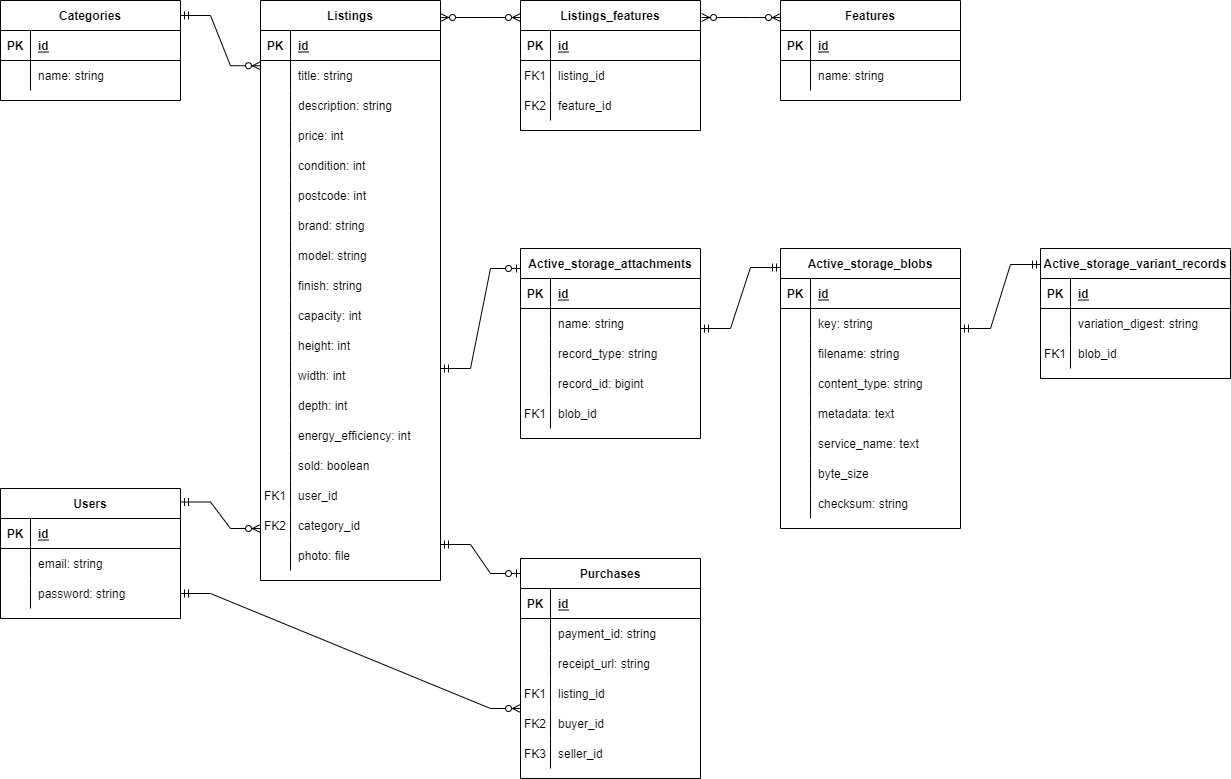 Categories
PK id
name: string
Listings
PK id
title: string
description: string
price: int
condition: int
postcode: int
brand: string
model: string
finish: string
capacity: int
height: int
width: int
depth: int
energy_efficiency: int
sold: boolean
FK1 user_id
FK2 category_id
photo: file
Listings_features
PK id
FK1 listing_id
FK2 feature_id
Features
PK id
name: string
Active_storage_attachments
PK id
name: string
record_type: string
record_id: bigint
FK1 blob_id
Active_storage_blobs
PK id
key: string
filename: string
content_type: string
metadata: text
service_name: text
byte_size
checksum: string
Active_storage_variant_records
PK id
variation_digest: string
FK1 blob_id
Users
PK id
email: string
password: string
Purchases
PK id
payment_id: string
receipt_url: string
FK1 listing_id
FK2 buyer_id
FK3 seller_id